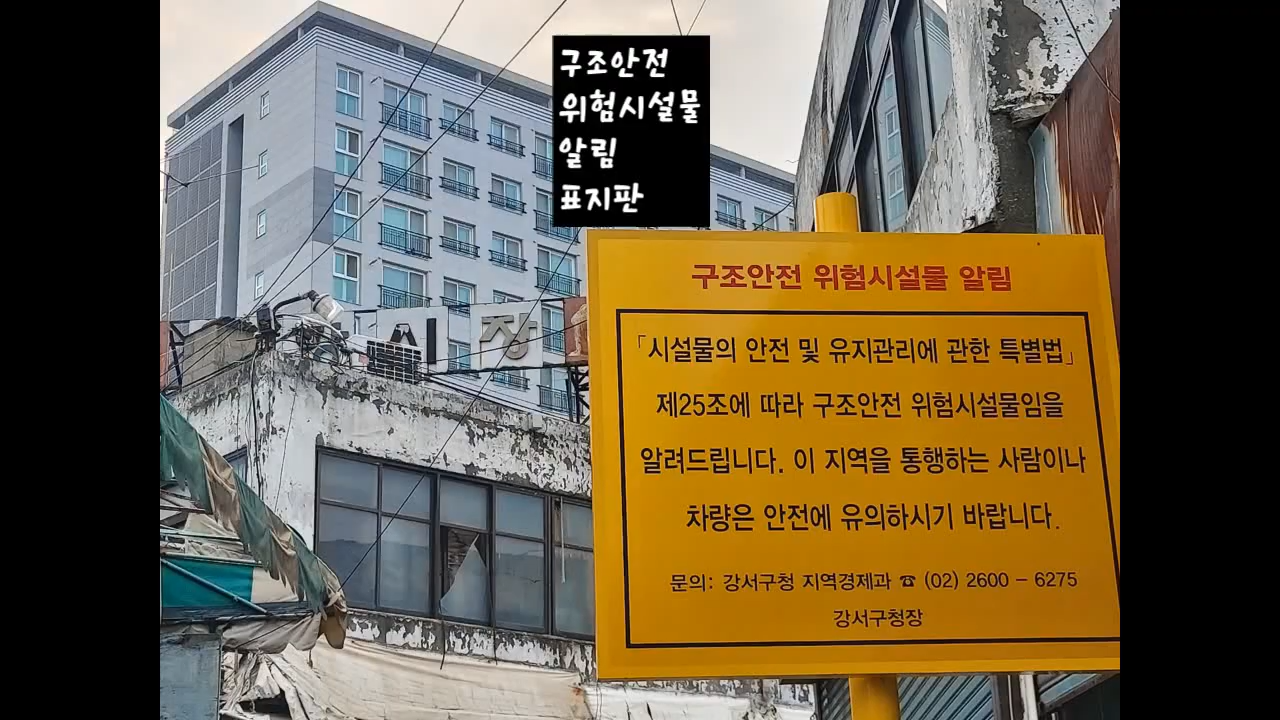 구조안전
위험시설물
알림
표지판
시장
구조안전 위험시설물 알림
「시설물의 안전 및 유지관리에 관한 특별법」
제25조에 따라 구조안전 위험시설물임을
알려드립니다. 이 지역을 통행하는 사람이나
차량은 안전에 유의하시기 바랍니다.
문의: 강서구청 지역경제과 ☎ (02) 2600 - 6275
강서구청장